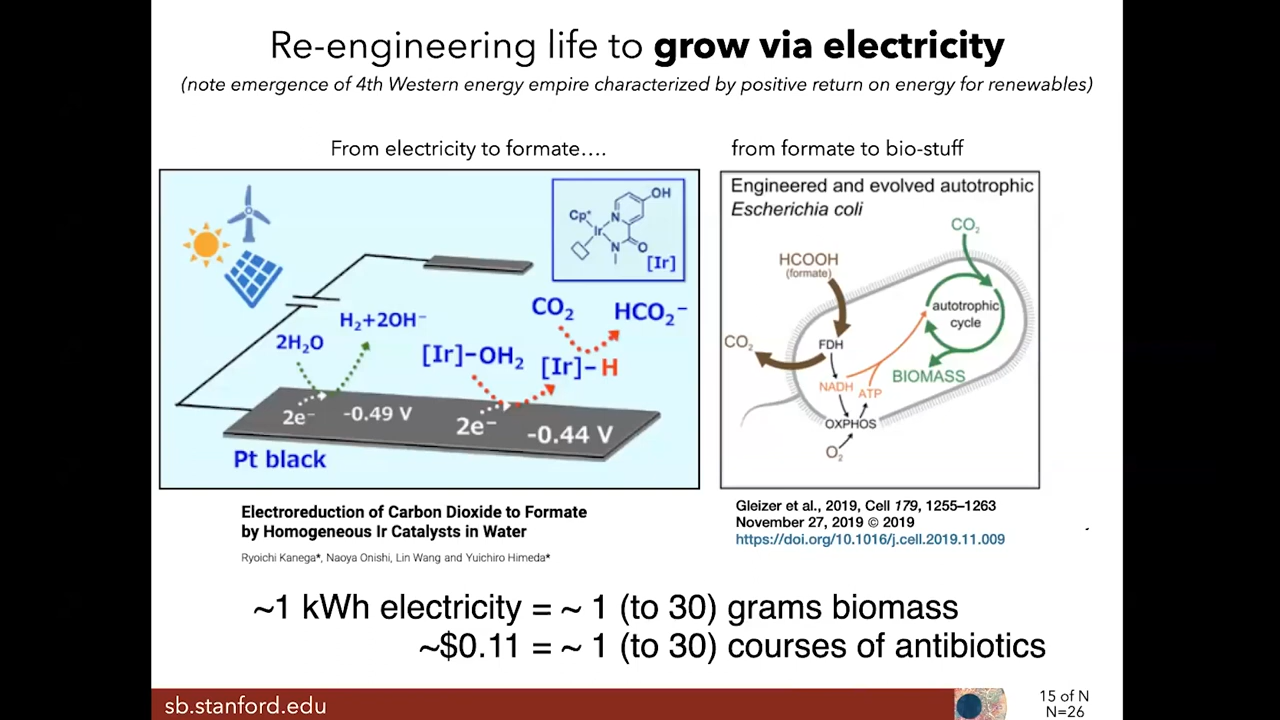 Re-engineering life to grow via electricity
(note emergence of 4th Western energy empire characterized by positive return on energy for renewables)
From electricity to formate....
OH
Cp*
N
Ir
N
O
[Ir]
CO₂
HCO₂⁻
H₂+2OH⁻
2H₂O
[Ir]-OH₂
[Ir]-H
2e⁻
-0.49 V
2e⁻
-0.44 V
Pt black
Electroreduction of Carbon Dioxide to Formate
by Homogeneous Ir Catalysts in Water
Ryoichi Kanega*, Naoya Onishi, Lin Wang and Yuichiro Himeda*
from formate to bio-stuff
Engineered and evolved autotrophic
Escherichia coli
CO₂
HCOOH
(formate)
autotrophic
cycle
CO₂
FDH
NADH
ATP
BIOMASS
OXPHOS
O₂
Gleizer et al., 2019, Cell 179, 1255–1263
November 27, 2019 © 2019
https://doi.org/10.1016/j.cell.2019.11.009
~1 kWh electricity = ~ 1 (to 30) grams biomass
~$0.11 = ~ 1 (to 30) courses of antibiotics
sb.stanford.edu
15 of N
N=26